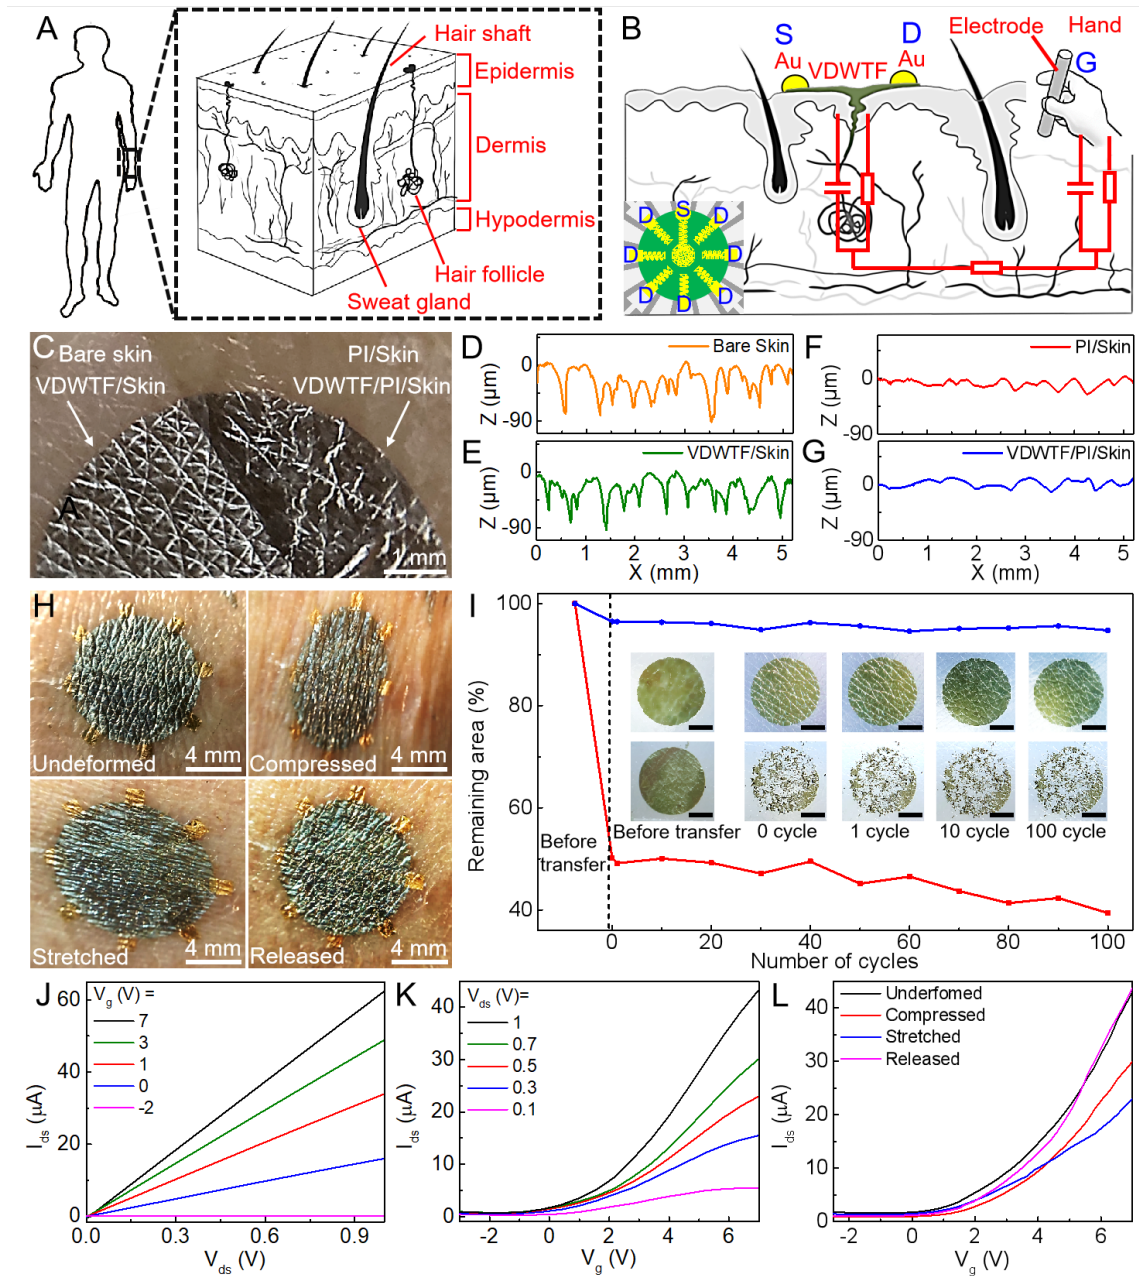 A
Hair shaft
Epidermis
Dermis
Hypodermis
Hair follicle
Sweat gland
B
S
D
Au
VDWTF
Au
Electrode
Hand
G
S
D
D
D
D
D
D
D
C
Bare skin
VDWTF/Skin
PI/Skin
VDWTF/PI/Skin
A
1 mm
D
Bare Skin
Z (µm)
0
-90
E
VDWTF/Skin
Z (µm)
0
-90
0 1 2 3 4 5
X (mm)
F
PI/Skin
Z (µm)
0
-90
G
VDWTF/PI/Skin
Z (µm)
0
-90
0 1 2 3 4 5
X (mm)
H
Undeformed
4 mm
Compressed
4 mm
Stretched
4 mm
Released
4 mm
I
Remaining area (%)
100
80
60
40
Before
transfer
Before transfer 0 cycle 1 cycle 10 cycle 100 cycle
0 20 40 60 80 100
Number of cycles
J
Vg (V) =
7
3
1
0
-2
Ids (µA)
60
40
20
0
0.0 0.3 0.6 0.9
Vds (V)
K
Vds (V)=
1
0.7
0.5
0.3
0.1
Ids (µA)
40
30
20
10
0
-2 0 2 4 6
Vg (V)
L
Underfomed
Compressed
Stretched
Released
Ids (µA)
40
30
20
10
0
-2 0 2 4 6
Vg (V)